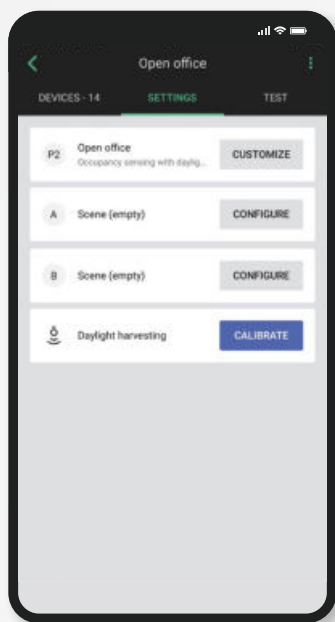 Open office
DEVICES - 14
SETTINGS
TEST
P2
Open office
Occupancy sensing with daylig...
CUSTOMIZE
A
Scene (empty)
CONFIGURE
B
Scene (empty)
CONFIGURE
Daylight harvesting
CALIBRATE